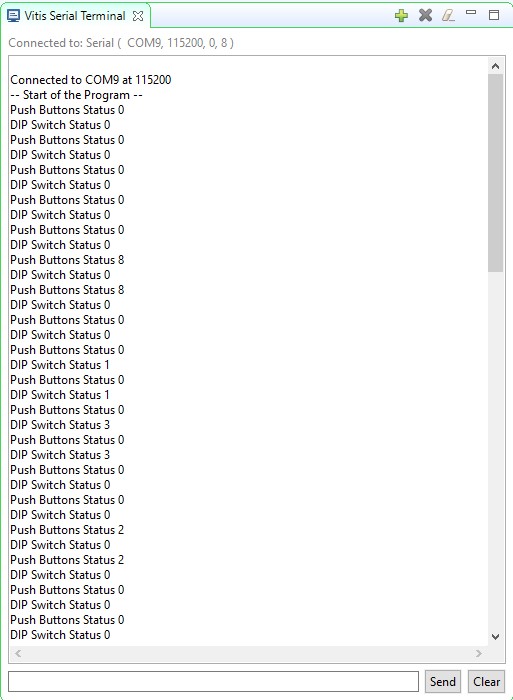 Vitis Serial Terminal
Connected to: Serial ( COM9, 115200, 0, 8 )
Connected to COM9 at 115200
-- Start of the Program --
Push Buttons Status 0
DIP Switch Status 0
Push Buttons Status 0
DIP Switch Status 0
Push Buttons Status 0
DIP Switch Status 0
Push Buttons Status 0
DIP Switch Status 0
Push Buttons Status 0
DIP Switch Status 0
Push Buttons Status 8
DIP Switch Status 0
Push Buttons Status 8
DIP Switch Status 0
Push Buttons Status 0
DIP Switch Status 0
Push Buttons Status 0
DIP Switch Status 1
Push Buttons Status 0
DIP Switch Status 1
Push Buttons Status 0
DIP Switch Status 3
Push Buttons Status 0
DIP Switch Status 3
Push Buttons Status 0
DIP Switch Status 0
Push Buttons Status 0
DIP Switch Status 0
Push Buttons Status 2
DIP Switch Status 0
Push Buttons Status 2
DIP Switch Status 0
Push Buttons Status 0
DIP Switch Status 0
Push Buttons Status 0
DIP Switch Status 0
Send
Clear